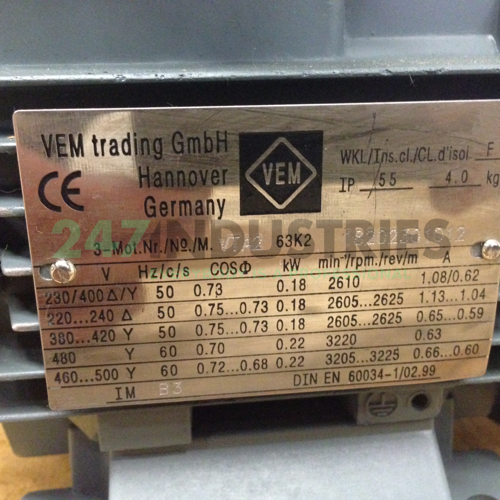 VEM trading GmbH
Hannover
Germany
CE
VEM
WKL/Ins.cl./CL.d'isol F
IP 55 4.0 kg
247INDUSTRIES
3-Mot.Nr./No./M. 63K2
V Hz/c/s COSΦ kW min-1/rpm./rev/m A
230/400 Δ/Y 50 0.73 0.18 2610 1.08/0.62
220...240 Δ 50 0.75...0.73 0.18 2605...2625 1.13...1.04
380...420 Y 50 0.75...0.73 0.18 2605...2625 0.65...0.59
480 Y 60 0.70 0.22 3220 0.63
460...500 Y 60 0.72...0.68 0.22 3205...3225 0.66...0.60
IM B3 DIN EN 60034-1/02.99